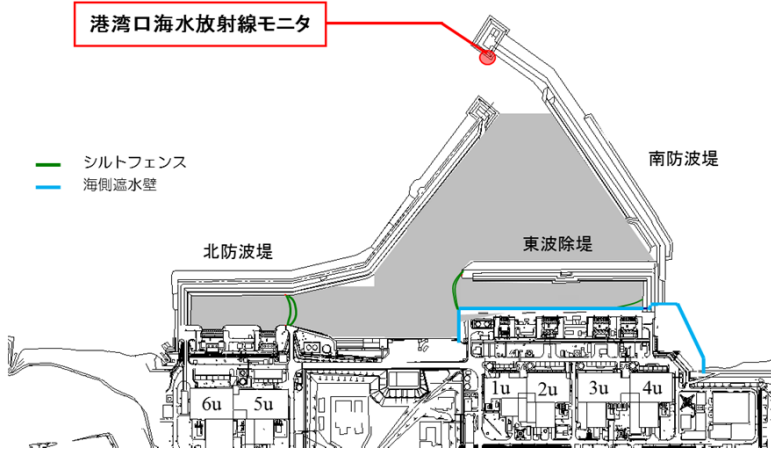 港湾口海水放射線モニタ
シルトフェンス
海側遮水壁
南防波堤
北防波堤
東波除堤
6u 5u 1u 2u 3u 4u